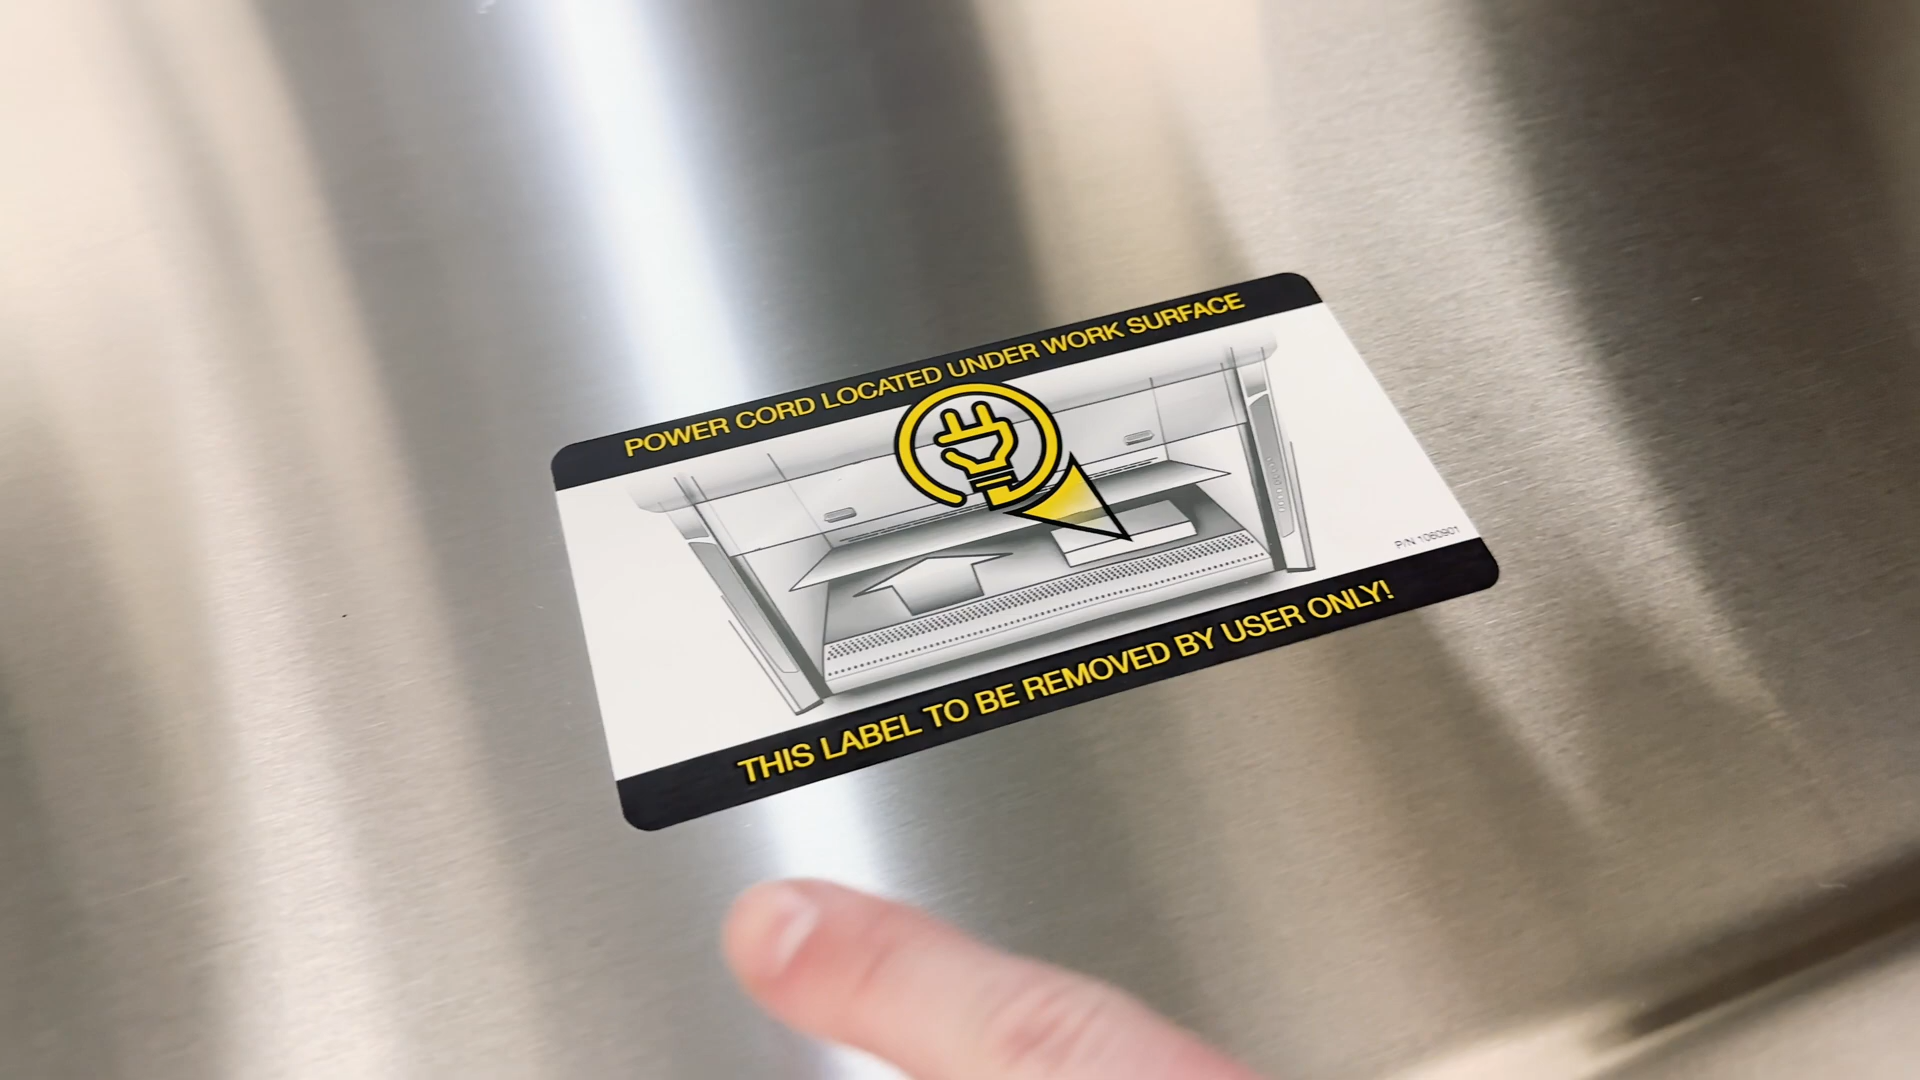 POWER CORD LOCATED UNDER WORK SURFACE
P/N 1060901
THIS LABEL TO BE REMOVED BY USER ONLY!